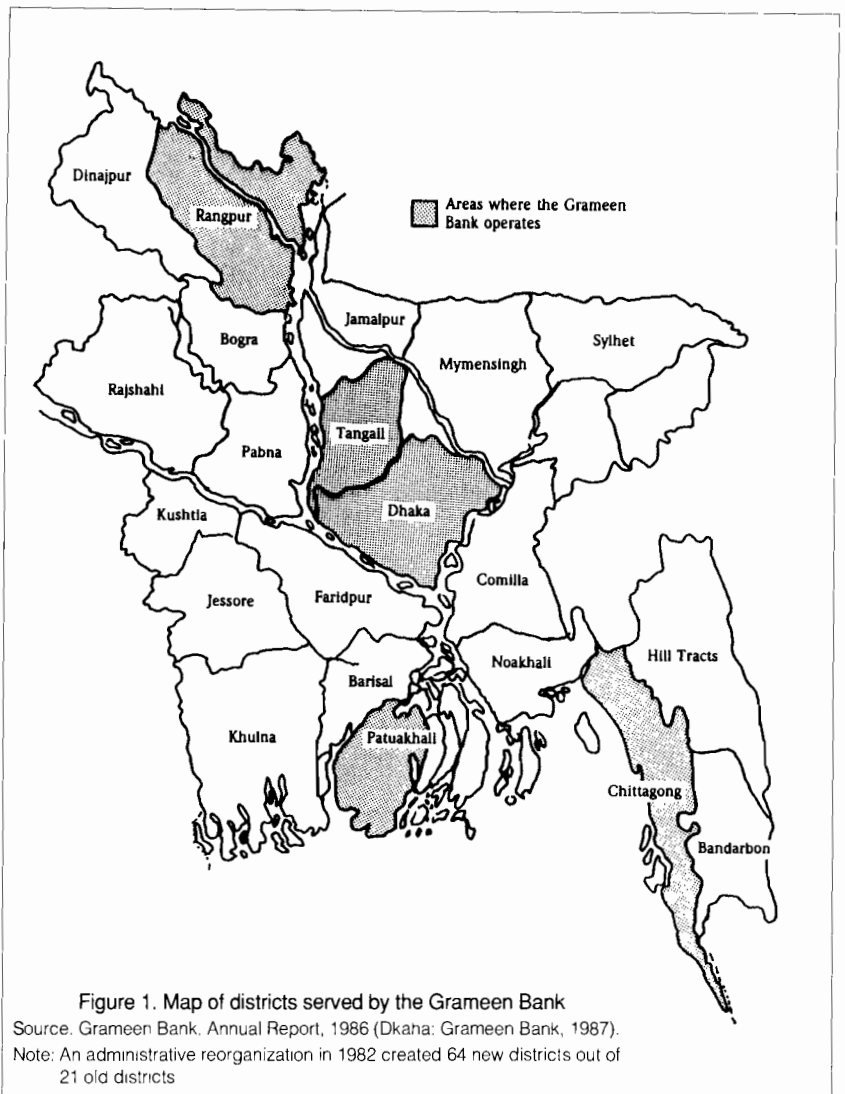 Dinajpur
Rangpur
Areas where the Grameen
Bank operates
Jamalpur
Bogra
Mymensingh
Sylhet
Rajshahi
Tangail
Pabna
Dhaka
Kushtia
Comilla
Jessore
Faridpur
Noakhali
Hill Tracts
Barisal
Khulna
Patuakhali
Chittagong
Bandarbon
Figure 1. Map of districts served by the Grameen Bank
Source. Grameen Bank. Annual Report, 1986 (Dkaha: Grameen Bank, 1987).
Note: An administrative reorganization in 1982 created 64 new districts out of
21 old districts